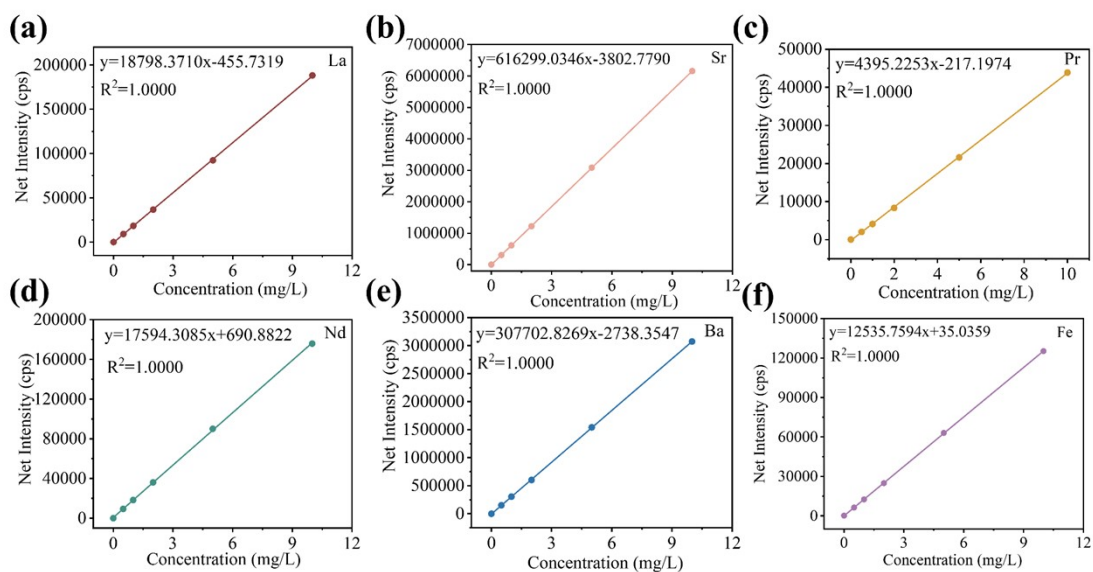 (a)
y=18798.3710x-455.7319
La
R²=1.0000
200000
150000
100000
50000
0
Net Intensity (cps)
0 3 6 9 12
Concentration (mg/L)
(b)
y=616299.0346x-3802.7790
Sr
R²=1.0000
7000000
6000000
5000000
4000000
3000000
2000000
1000000
0
Net Intensity (cps)
0 3 6 9 12
Concentration (mg/L)
(c)
y=4395.2253x-217.1974
Pr
R²=1.0000
50000
40000
30000
20000
10000
0
Net Intensity (cps)
0 2 4 6 8 10
Concentration (mg/L)
(d)
y=17594.3085x+690.8822
Nd
R²=1.0000
200000
160000
120000
80000
40000
0
Net Intensity (cps)
0 3 6 9 12
Concentration (mg/L)
(e)
y=307702.8269x-2738.3547
Ba
R²=1.0000
3500000
3000000
2500000
2000000
1500000
1000000
500000
0
Net Intensity (cps)
0 3 6 9 12
Concentration (mg/L)
(f)
y=12535.7594x+35.0359
Fe
R²=1.0000
150000
120000
90000
60000
30000
0
Net Intensity (cps)
0 3 6 9 12
Concentration (mg/L)